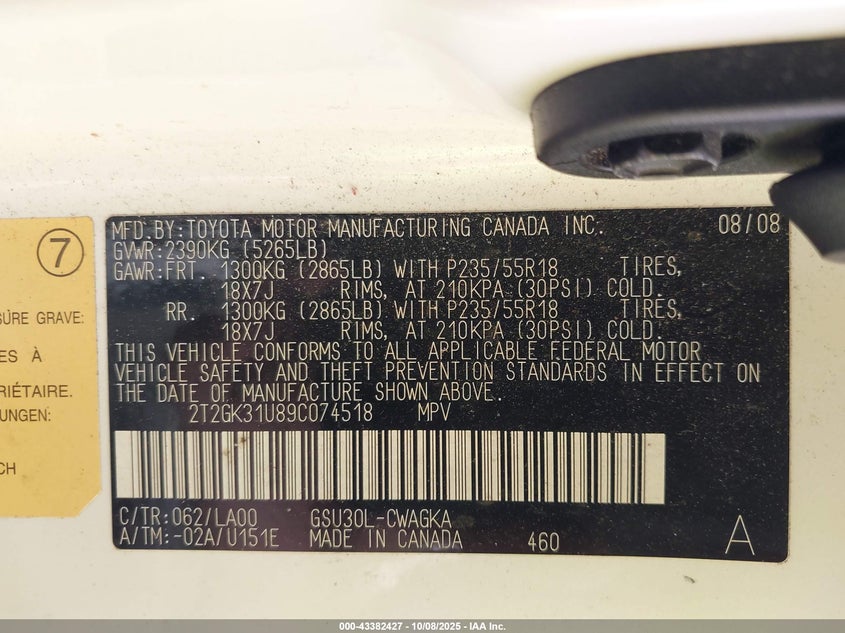 7
SÛRE GRAVE:
ES À
RIÉTAIRE.
UNGEN:
CH
MFD.BY:TOYOTA MOTOR MANUFACTURING CANADA INC. 08/08
GVWR:2390KG (5265LB)
GAWR:FRT. 1300KG (2865LB) WITH P235/55R18 TIRES,
18X7J RIMS, AT 210KPA (30PSI) COLD.
RR. 1300KG (2865LB) WITH P235/55R18 TIRES,
18X7J RIMS, AT 210KPA (30PSI) COLD.
THIS VEHICLE CONFORMS TO ALL APPLICABLE FEDERAL MOTOR
VEHICLE SAFETY AND THEFT PREVENTION STANDARDS IN EFFECT ON
THE DATE OF MANUFACTURE SHOWN ABOVE.
2T2GK31U89C074518 MPV
C/TR:062/LA00 GSU30L-CWAGKA
A/TM:-02A/U151E MADE IN CANADA 460 A
000-43382427 - 10/08/2025 - IAA Inc.